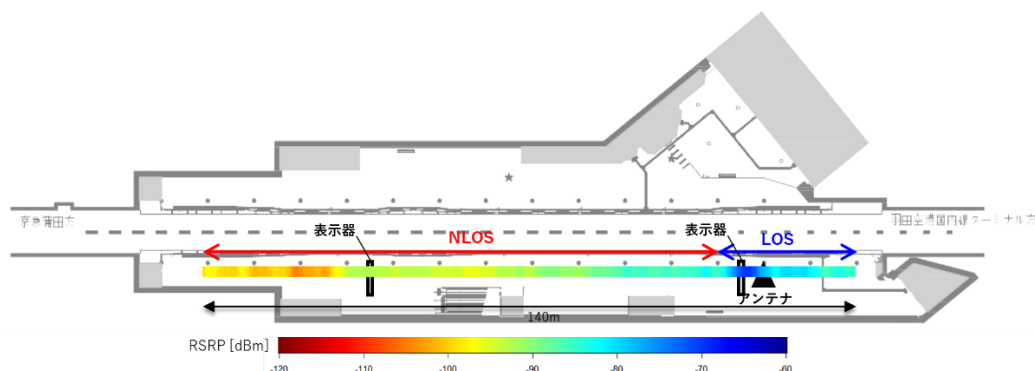 京急蒲田方
羽田空港国内線ターミナル方
表示器
NLOS
表示器
LOS
アンテナ
140m
RSRP [dBm]
-120
-110
-100
-90
-80
-70
-60